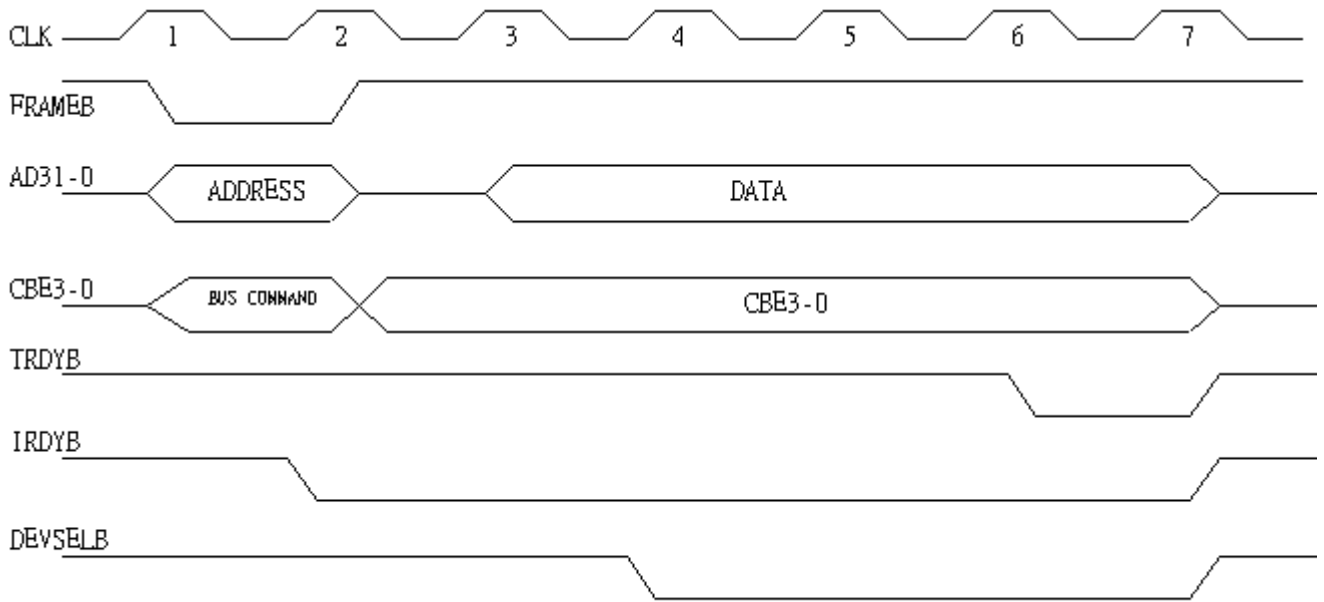 CLK 1 2 3 4 5 6 7
FRAMEB
AD31-0 ADDRESS DATA
CBE3-0 BUS COMMAND CBE3-0
TRDYB
IRDYB
DEVSELB